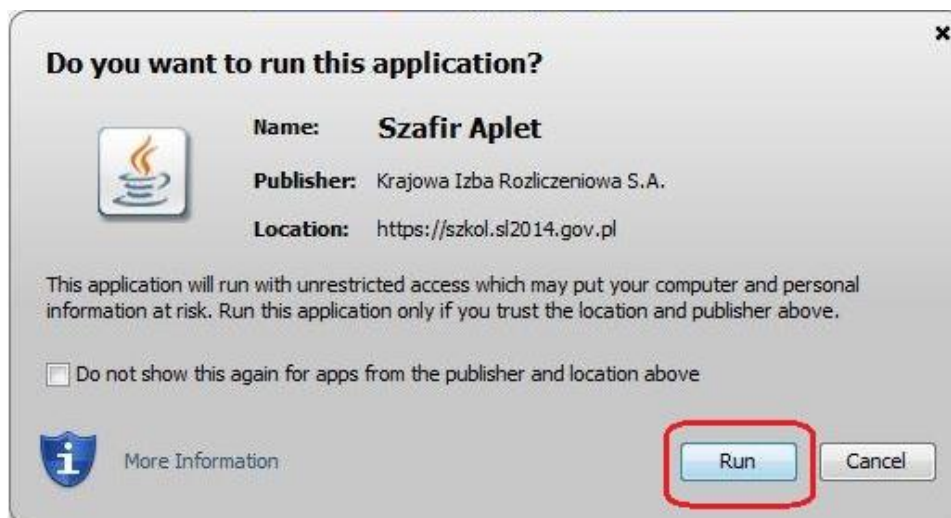 Do you want to run this application?
Name: Szafir Aplet
Publisher: Krajowa Izba Rozliczeniowa S.A.
Location: https://szkol.sl2014.gov.pl
This application will run with unrestricted access which may put your computer and personal
information at risk. Run this application only if you trust the location and publisher above.
Do not show this again for apps from the publisher and location above
More Information
Run
Cancel